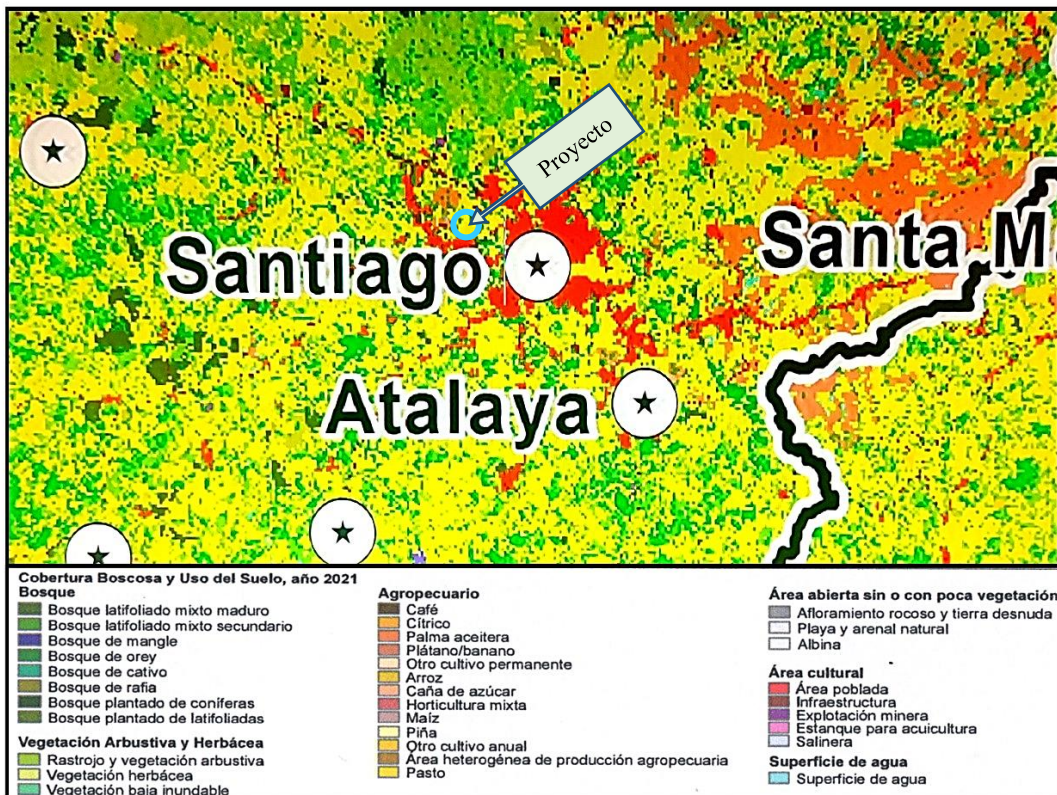 Proyecto
Santiago
Santa M
Atalaya
Cobertura Boscosa y Uso del Suelo, año 2021
Bosque
Bosque latifoliado mixto maduro
Bosque latifoliado mixto secundario
Bosque de mangle
Bosque de orey
Bosque de cativo
Bosque de rafia
Bosque plantado de coníferas
Bosque plantado de latifoliadas
Vegetación Arbustiva y Herbácea
Rastrojo y vegetación arbustiva
Vegetación herbácea
Vegetación baja inundable
Agropecuario
Café
Cítrico
Palma aceitera
Plátano/banano
Otro cultivo permanente
Arroz
Caña de azúcar
Horticultura mixta
Maíz
Piña
Otro cultivo anual
Área heterogénea de producción agropecuaria
Pasto
Área abierta sin o con poca vegetación
Afloramiento rocoso y tierra desnuda
Playa y arenal natural
Albina
Área cultural
Área poblada
Infraestructura
Explotación minera
Estanque para acuicultura
Salinera
Superficie de agua
Superficie de agua